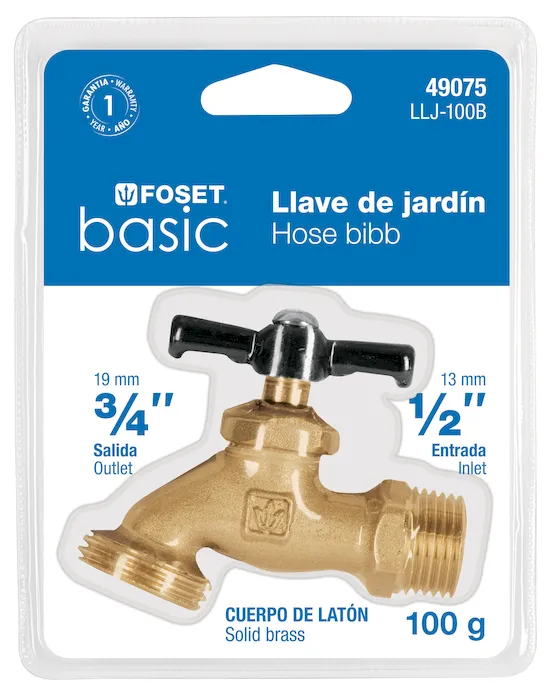 GARANTIA • WARRANTY
1
YEAR • AÑO
49075
LLJ-100B
FOSET
basic
Llave de jardín
Hose bibb
19 mm
3/4"
Salida
Outlet
13 mm
1/2"
Entrada
Inlet
CUERPO DE LATÓN
Solid brass
100 g